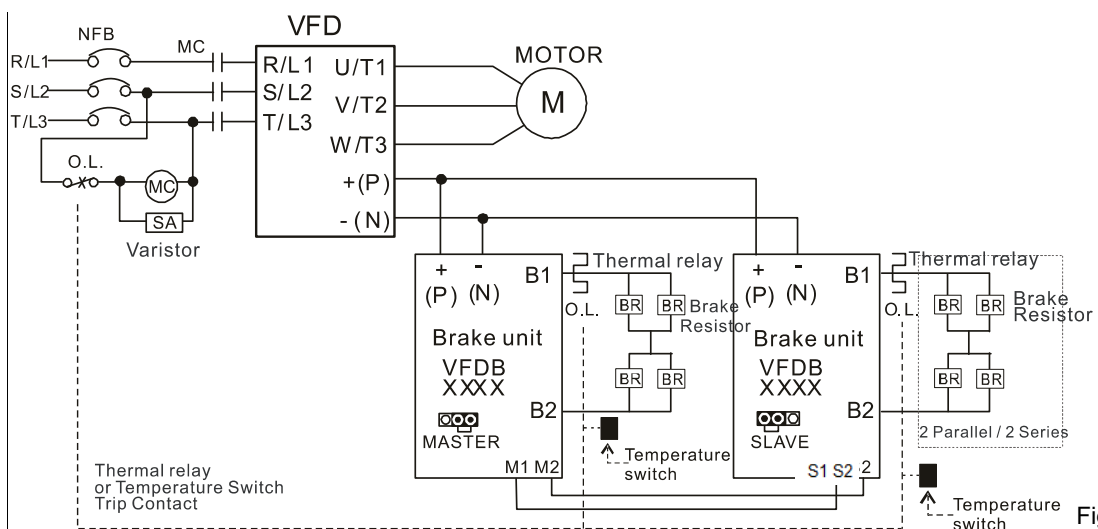 VFD
NFB
MC
MOTOR
R/L1
R/L1
U/T1
S/L2
S/L2
V/T2
M
T/L3
T/L3
W/T3
O.L.
MC
+(P)
SA
-(N)
Varistor
+
(P)
-
(N)
B1
Thermal relay
O.L.
BR
BR
Brake
Resistor
Brake unit
VFDB
XXXX
BR
BR
B2
MASTER
M1 M2
Temperature
switch
+
(P)
-
(N)
B1
Thermal relay
O.L.
BR
BR
Brake
Resistor
Brake unit
VFDB
XXXX
BR
BR
B2
2 Parallel / 2 Series
SLAVE
S1 S2 2
Temperature
switch
Thermal relay
or Temperature Switch
Trip Contact
Fig